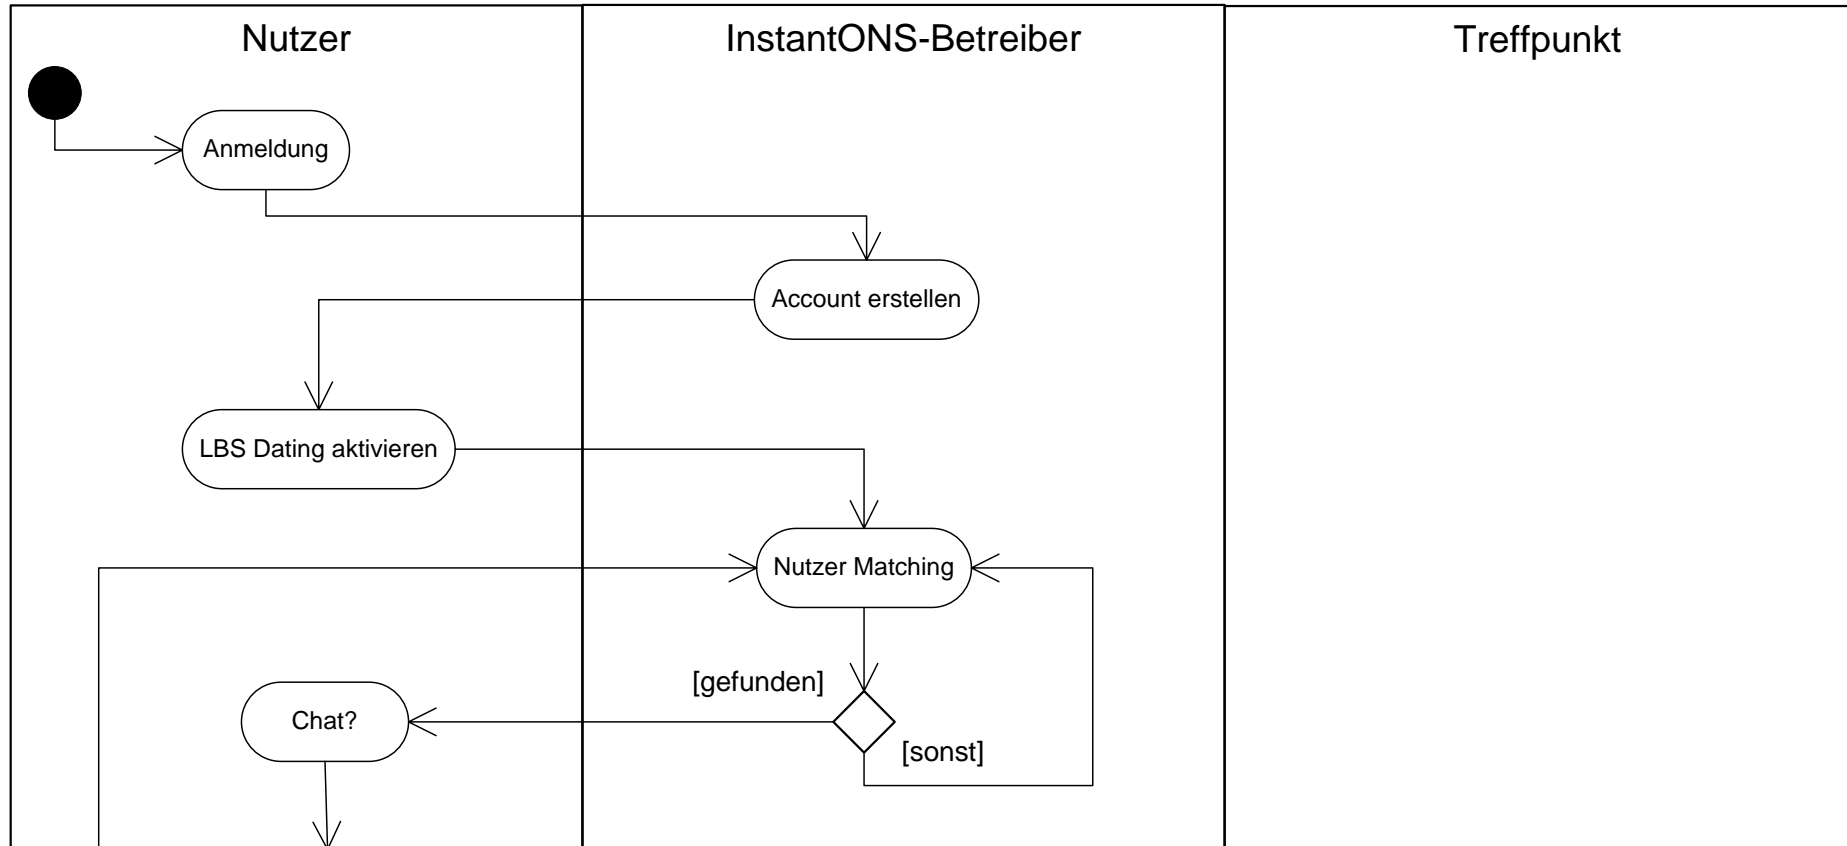 Nutzer
InstantONS-Betreiber
Treffpunkt
Anmeldung
Account erstellen
LBS Dating aktivieren
Nutzer Matching
[gefunden]
Chat?
[sonst]